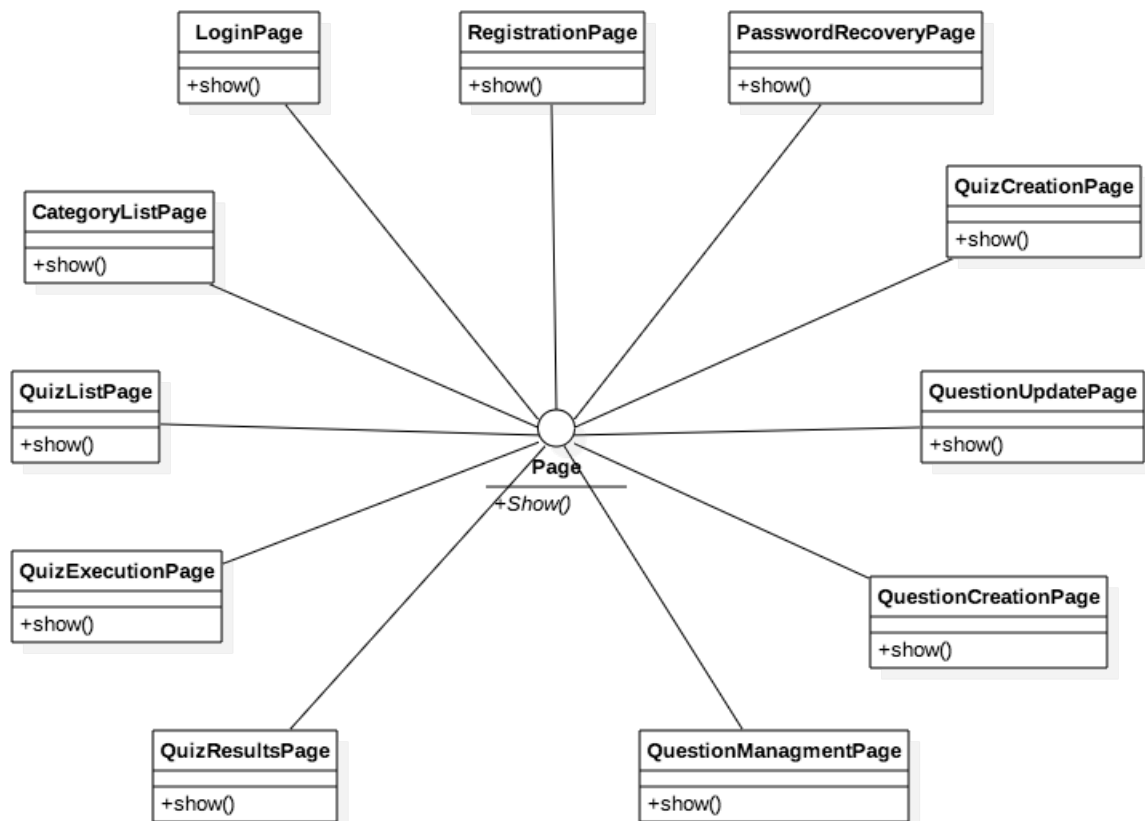 LoginPage
+show()
RegistrationPage
+show()
PasswordRecoveryPage
+show()
CategoryListPage
+show()
QuizCreationPage
+show()
QuizListPage
+show()
QuestionUpdatePage
+show()
Page
+Show()
QuizExecutionPage
+show()
QuestionCreationPage
+show()
QuizResultsPage
+show()
QuestionManagmentPage
+show()